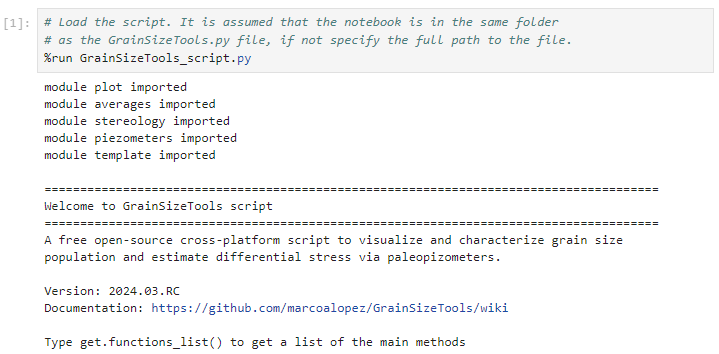 [1]: # Load the script. It is assumed that the notebook is in the same folder
# as the GrainSizeTools.py file, if not specify the full path to the file.
%run GrainSizeTools_script.py
module plot imported
module averages imported
module stereology imported
module piezometers imported
module template imported
======================================================================================
Welcome to GrainSizeTools script
======================================================================================
A free open-source cross-platform script to visualize and characterize grain size
population and estimate differential stress via paleopizometers.
Version: 2024.03.RC
Documentation: https://github.com/marcoalopez/GrainSizeTools/wiki
Type get.functions_list() to get a list of the main methods